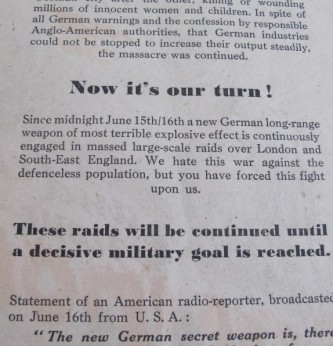 millions of innocent women and children. In spite of
all German warnings and the confession by responsible
Anglo-American authorities, that German industries
could not be stopped to increase their output steadily,
the massacre was continued.
Now it's our turn!
Since midnight June 15th/16th a new German long-range
weapon of most terrible explosive effect is continuously
engaged in massed large-scale raids over London and
South-East England. We hate this war against the
defenceless population, but you have forced this fight
upon us.
These raids will be continued until
a decisive military goal is reached.
Statement of an American radio-reporter, broadcasted
on June 16th from U. S. A.:
"The new German secret weapon is, there